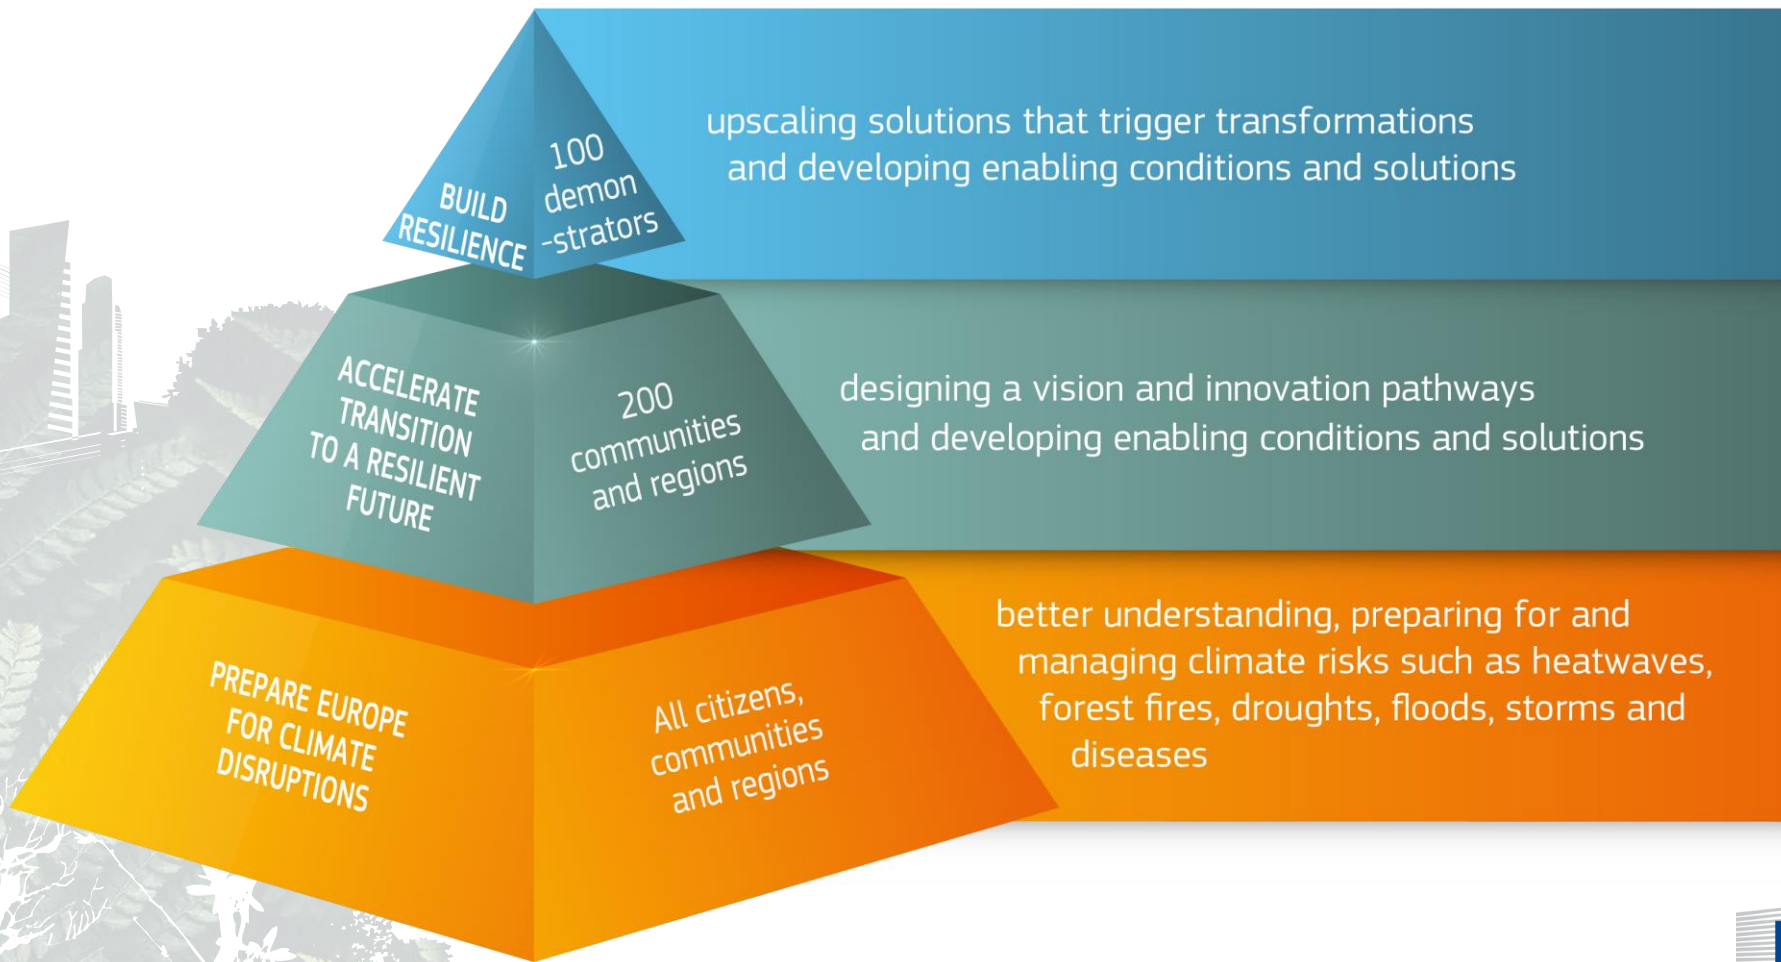 BUILD
RESILIENCE
100
demon
-strators
upscaling solutions that trigger transformations
and developing enabling conditions and solutions
ACCELERATE
TRANSITION
TO A RESILIENT
FUTURE
200
communities
and regions
designing a vision and innovation pathways
and developing enabling conditions and solutions
PREPARE EUROPE
FOR CLIMATE
DISRUPTIONS
All citizens,
communities
and regions
better understanding, preparing for and
managing climate risks such as heatwaves,
forest fires, droughts, floods, storms and
diseases